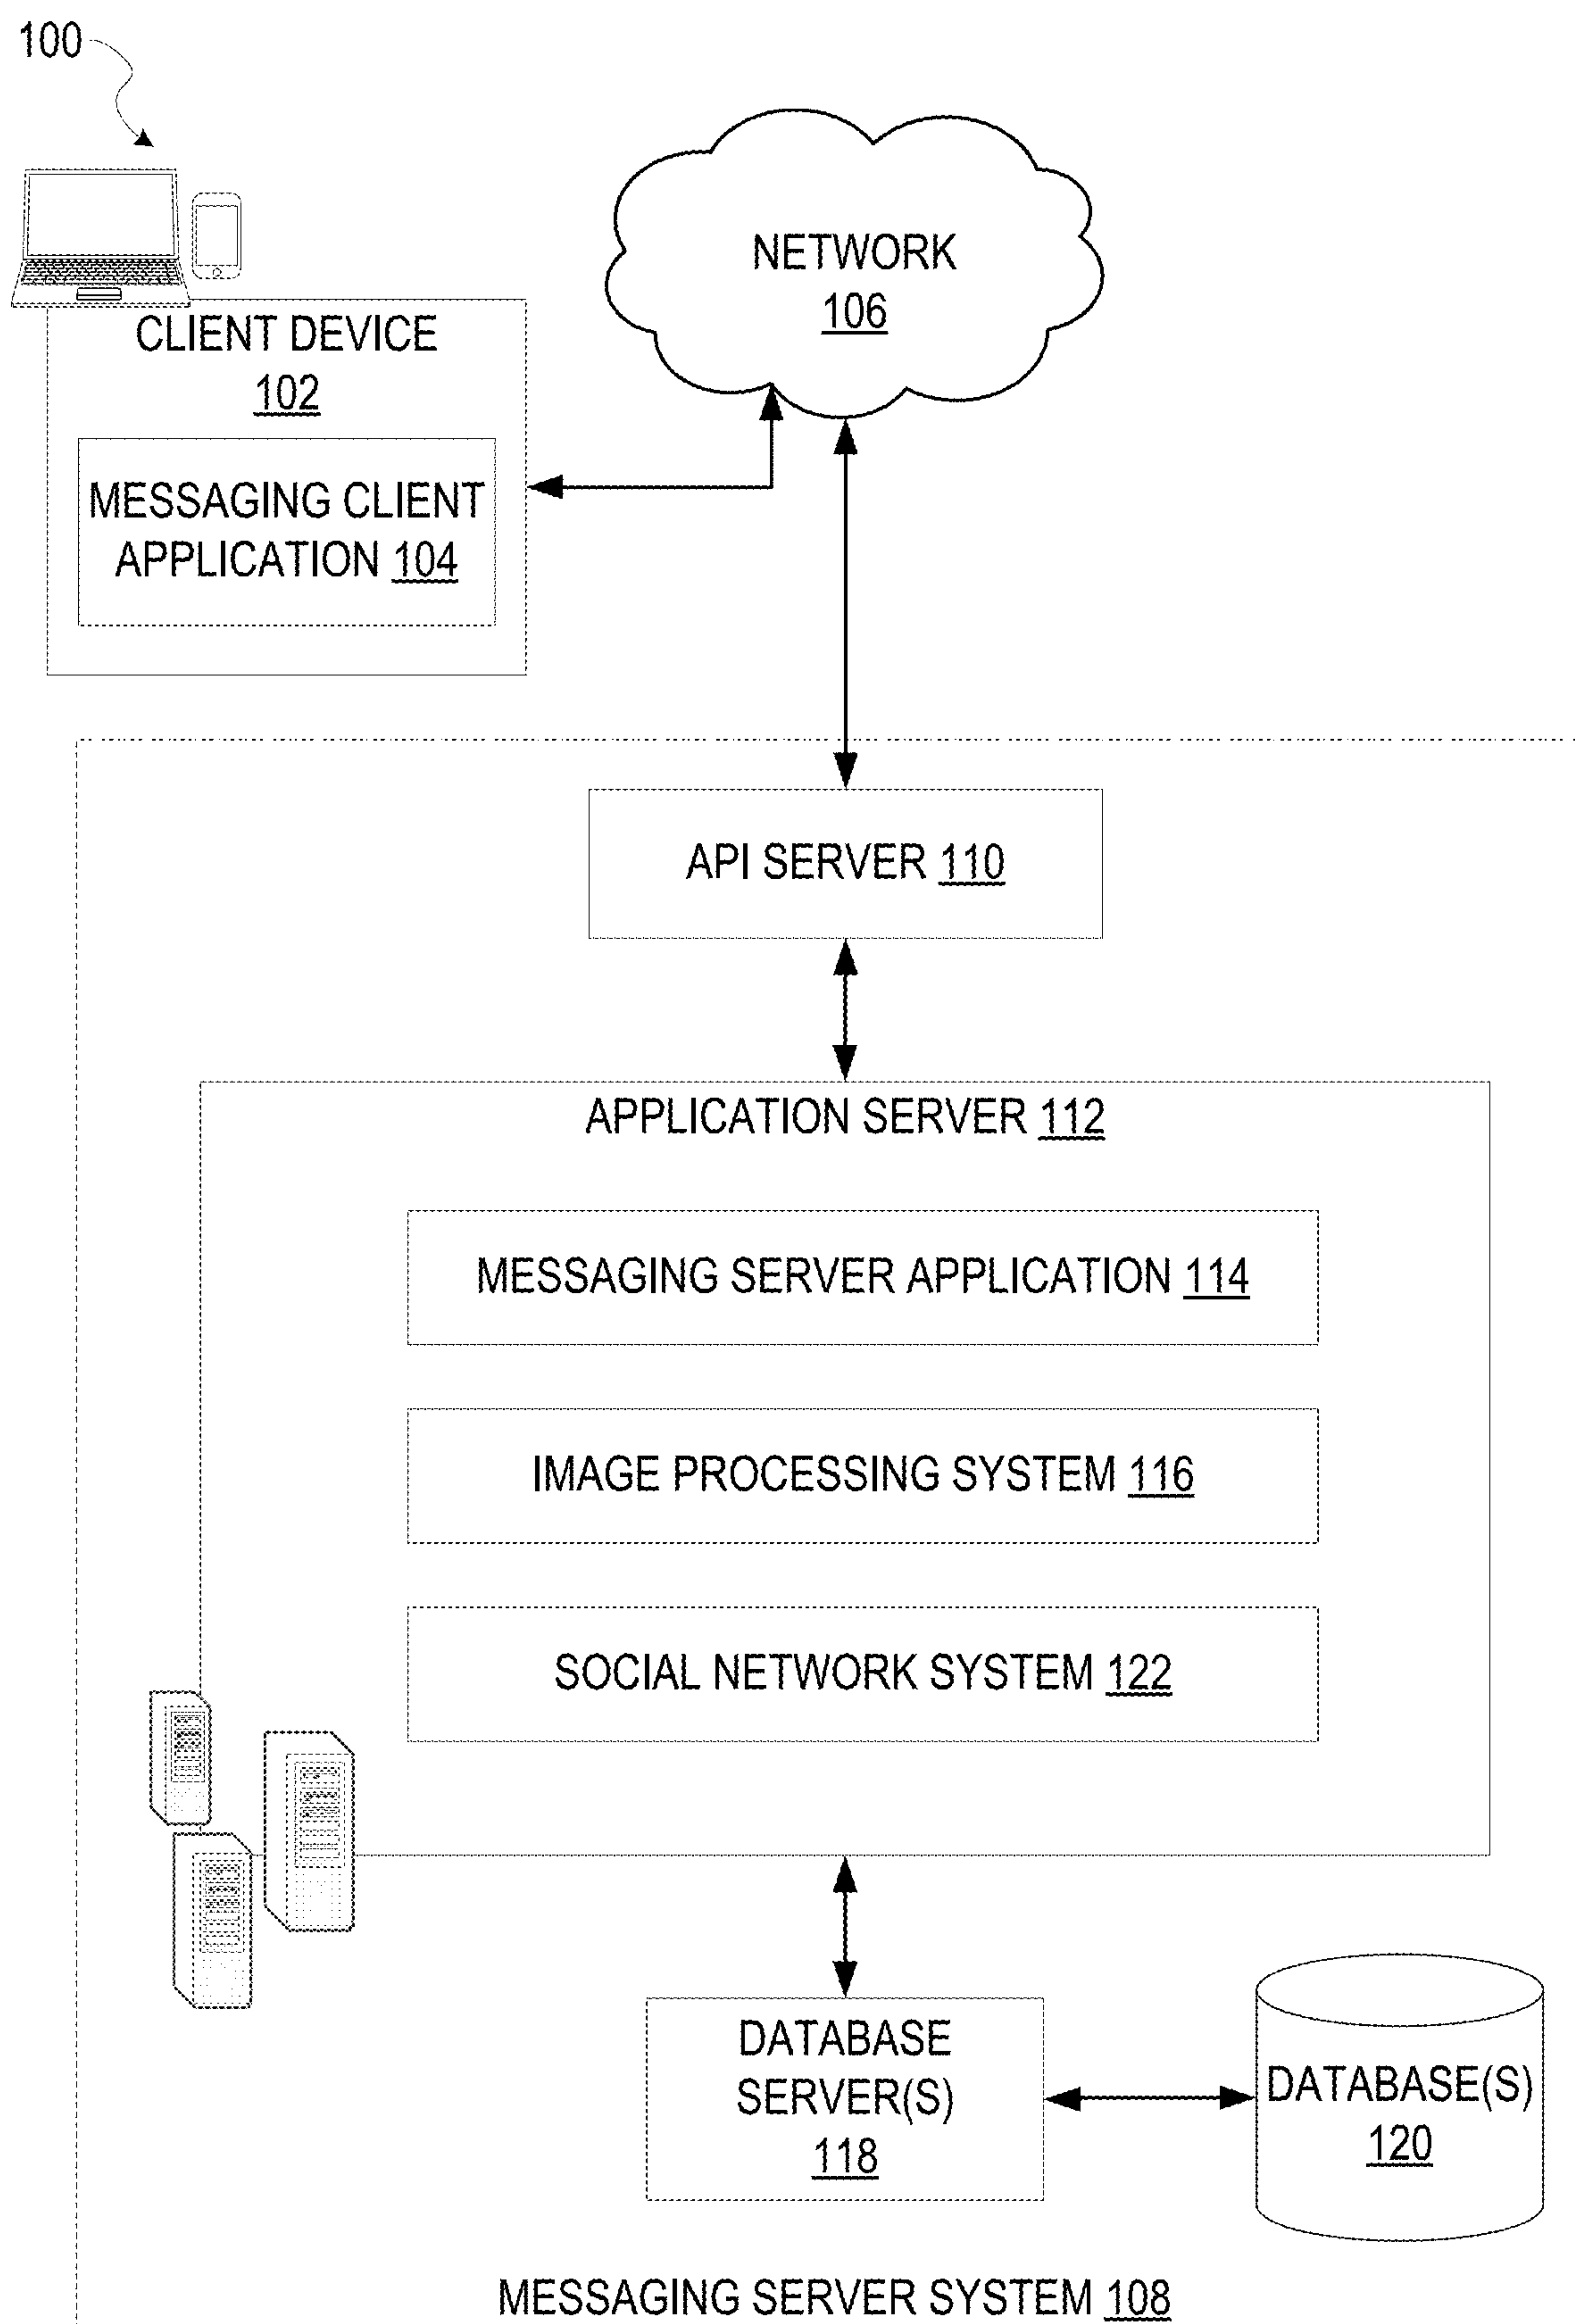 100
NETWORK
106
CLIENT DEVICE
102
MESSAGING CLIENT
APPLICATION 104
API SERVER 110
APPLICATION SERVER 112
MESSAGING SERVER APPLICATION 114
IMAGE PROCESSING SYSTEM 116
SOCIAL NETWORK SYSTEM 122
DATABASE
SERVER(S)
118
DATABASE(S)
120
MESSAGING SERVER SYSTEM 108